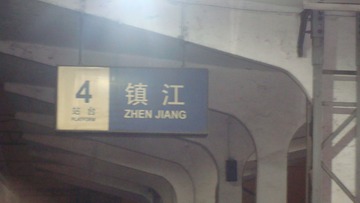 4
站台
PLATFORM
镇江
ZHEN JIANG